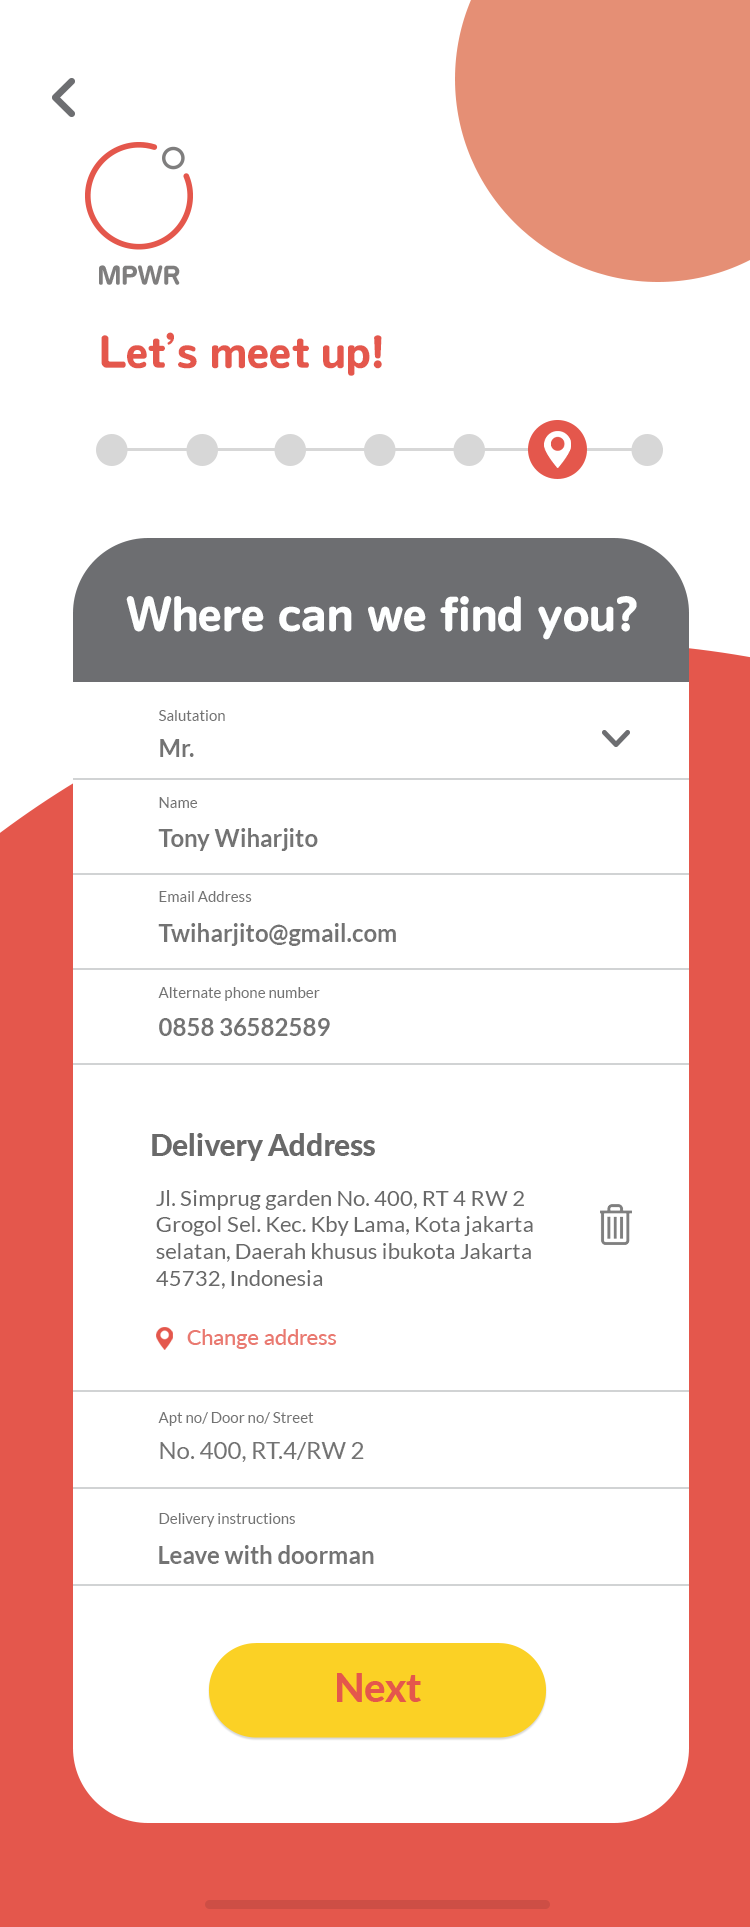 MPWR
Let's meet up!
Where can we find you?
Salutation
Mr.
Name
Tony Wiharjito
Email Address
Twiharjito@gmail.com
Alternate phone number
0858 36582589
Delivery Address
Jl. Simprug garden No. 400, RT 4 RW 2
Grogol Sel. Kec. Kby Lama, Kota jakarta
selatan, Daerah khusus ibukota Jakarta
45732, Indonesia
Change address
Apt no/ Door no/ Street
No. 400, RT.4/RW 2
Delivery instructions
Leave with doorman
Next